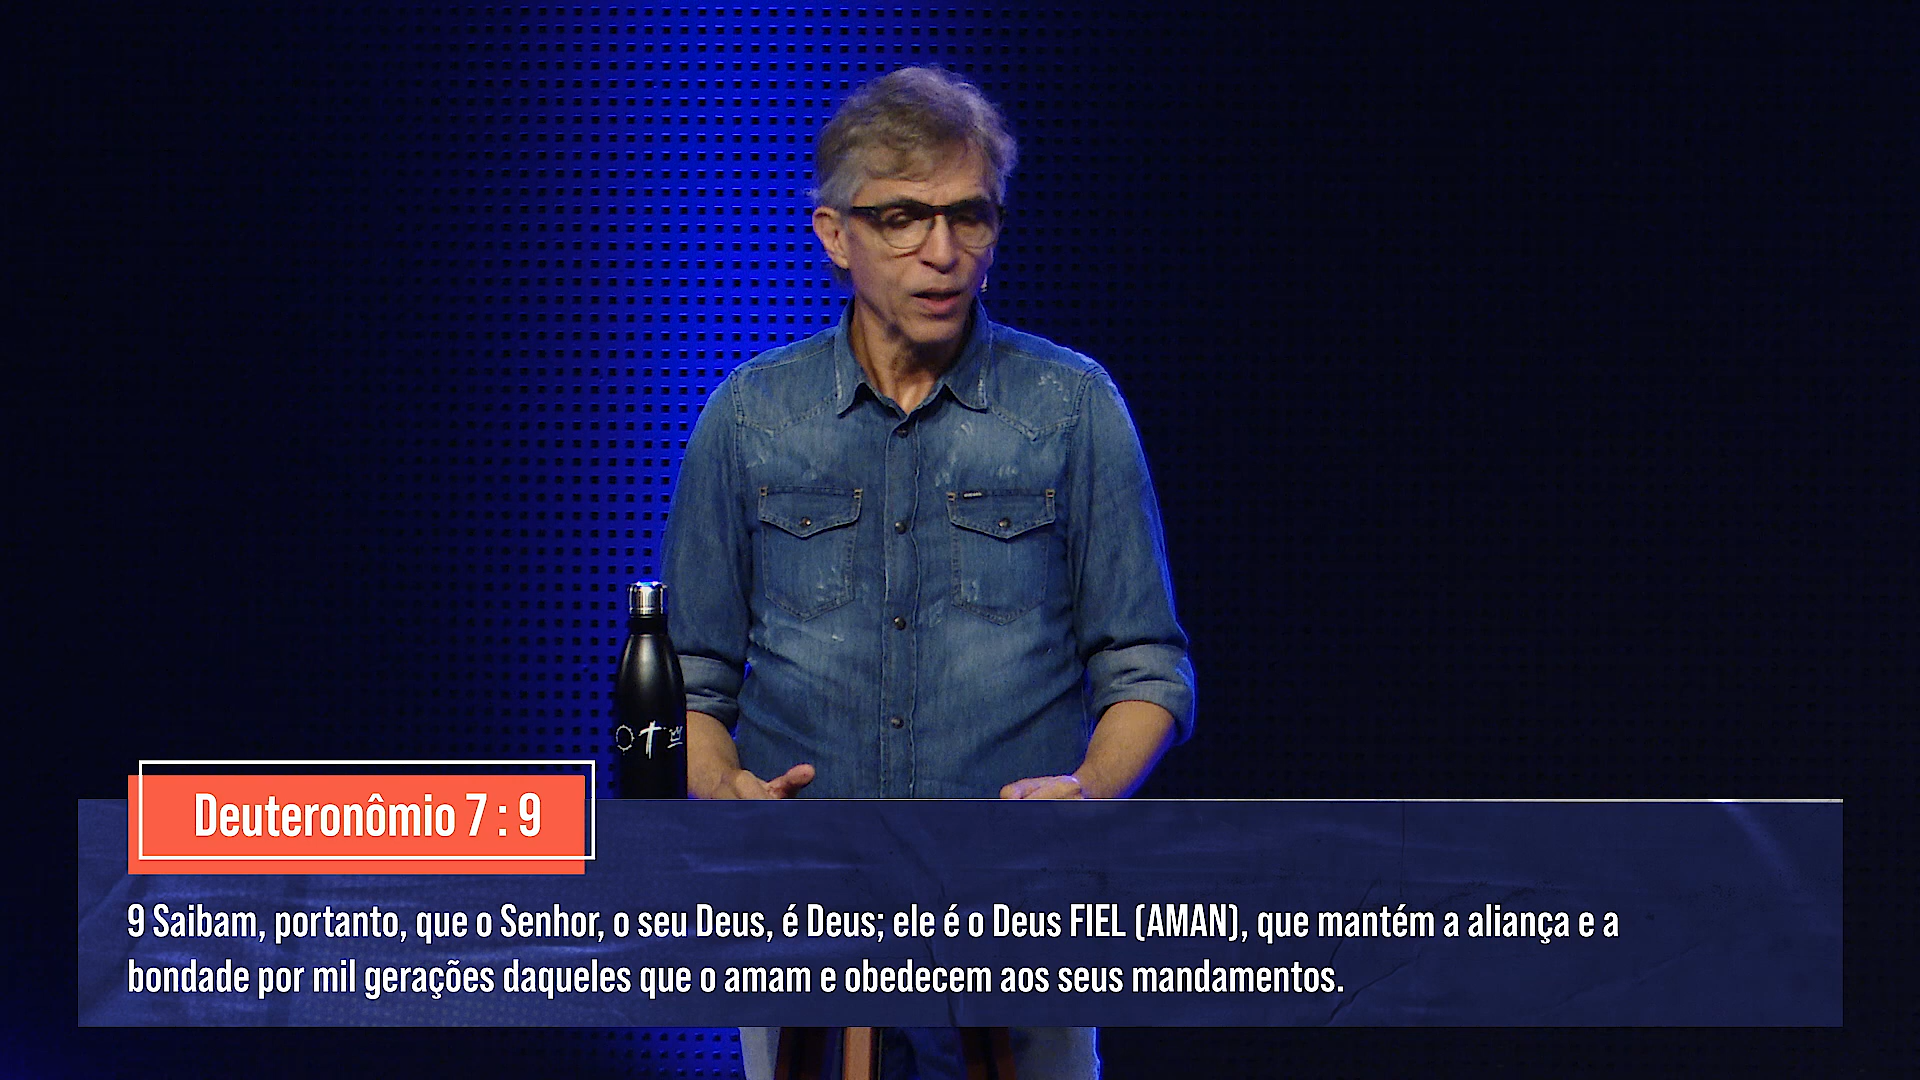 Deuteronômio 7 : 9
9 Saibam, portanto, que o Senhor, o seu Deus, é Deus; ele é o Deus FIEL (AMAN), que mantém a aliança e a
bondade por mil gerações daqueles que o amam e obedecem aos seus mandamentos.